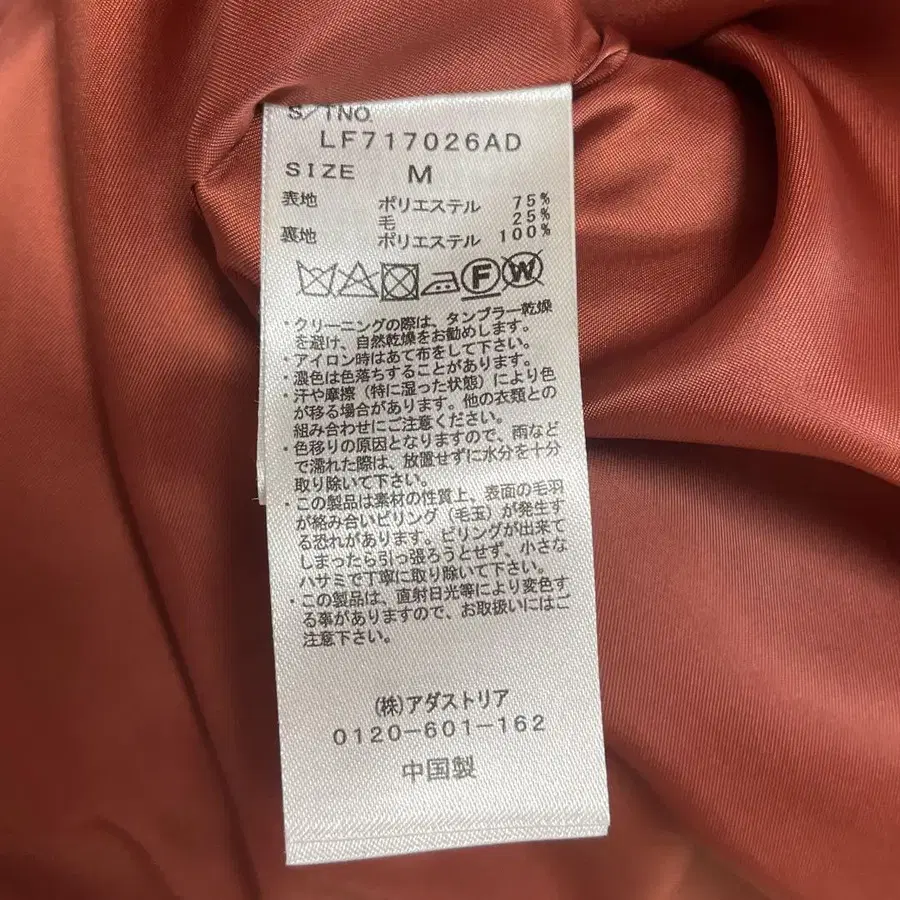 S/TNO.
LF717026AD
SIZE M
表地 ポリエステル 75%
毛 25%
裏地 ポリエステル 100%
F W
・クリーニングの際は、タンブラー乾燥
を避け、自然乾燥をお勧めします。
・アイロン時はあて布をして下さい。
・濃色は色落ちすることがあります。
・汗や摩擦（特に湿った状態）により色
が移る場合があります。他の衣類との
組み合わせにご注意ください。
・色移りの原因となりますので、雨など
で濡れた際は、放置せずに水分を十分
取り除いて下さい。
・この製品は素材の性質上、表面の毛羽
が絡み合いピリング（毛玉）が発生す
る恐れがあります。ピリングが出来て
しまったら引っ張ろうとせず、小さな
ハサミで丁寧に取り除いて下さい。
・この製品は、直射日光等により変色す
る事がありますので、お取扱いにはご
注意下さい。
(株)アダストリア
0120-601-162
中国製